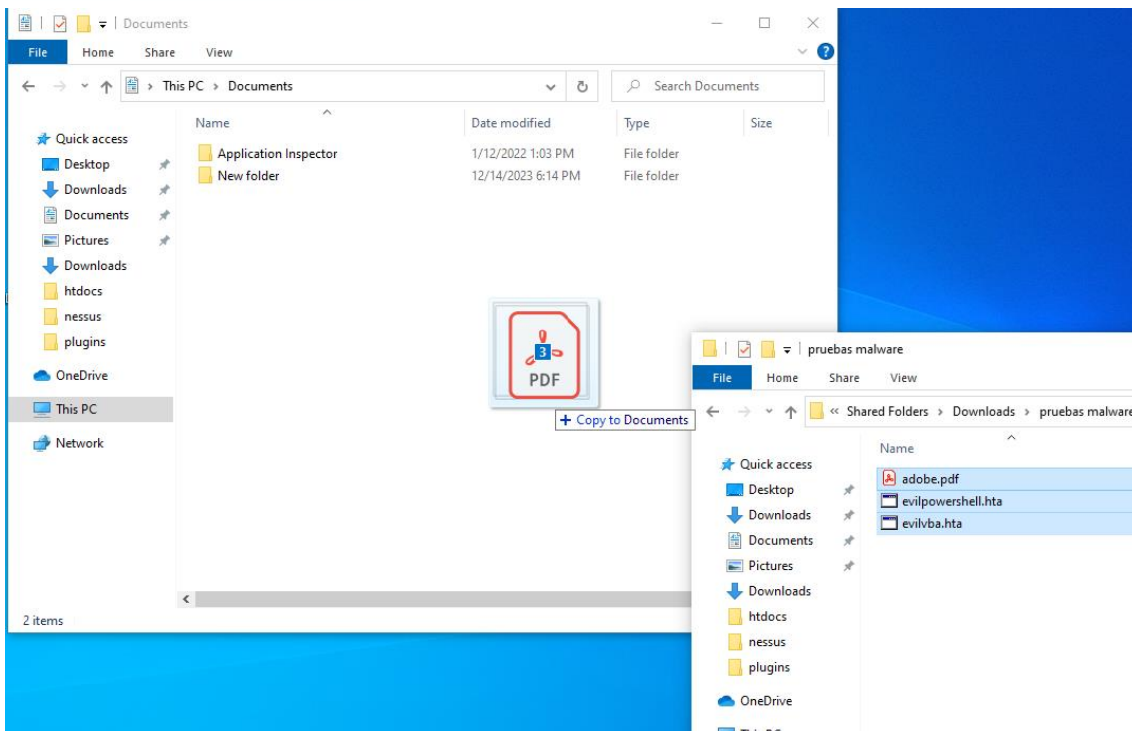 Documents
File Home Share View
This PC > Documents
Search Documents
Name Date modified Type Size
Quick access
Desktop
Downloads
Documents
Pictures
Downloads
htdocs
nessus
plugins
OneDrive
This PC
Network
Application Inspector 1/12/2022 1:03 PM File folder
New folder 12/14/2023 6:14 PM File folder
3
PDF
+ Copy to Documents
2 items
pruebas malware
File Home Share View
« Shared Folders > Downloads > pruebas malware
Name
Quick access
Desktop
Downloads
Documents
Pictures
Downloads
htdocs
nessus
plugins
OneDrive
This PC
adobe.pdf
evilpowershell.hta
evilvba.hta